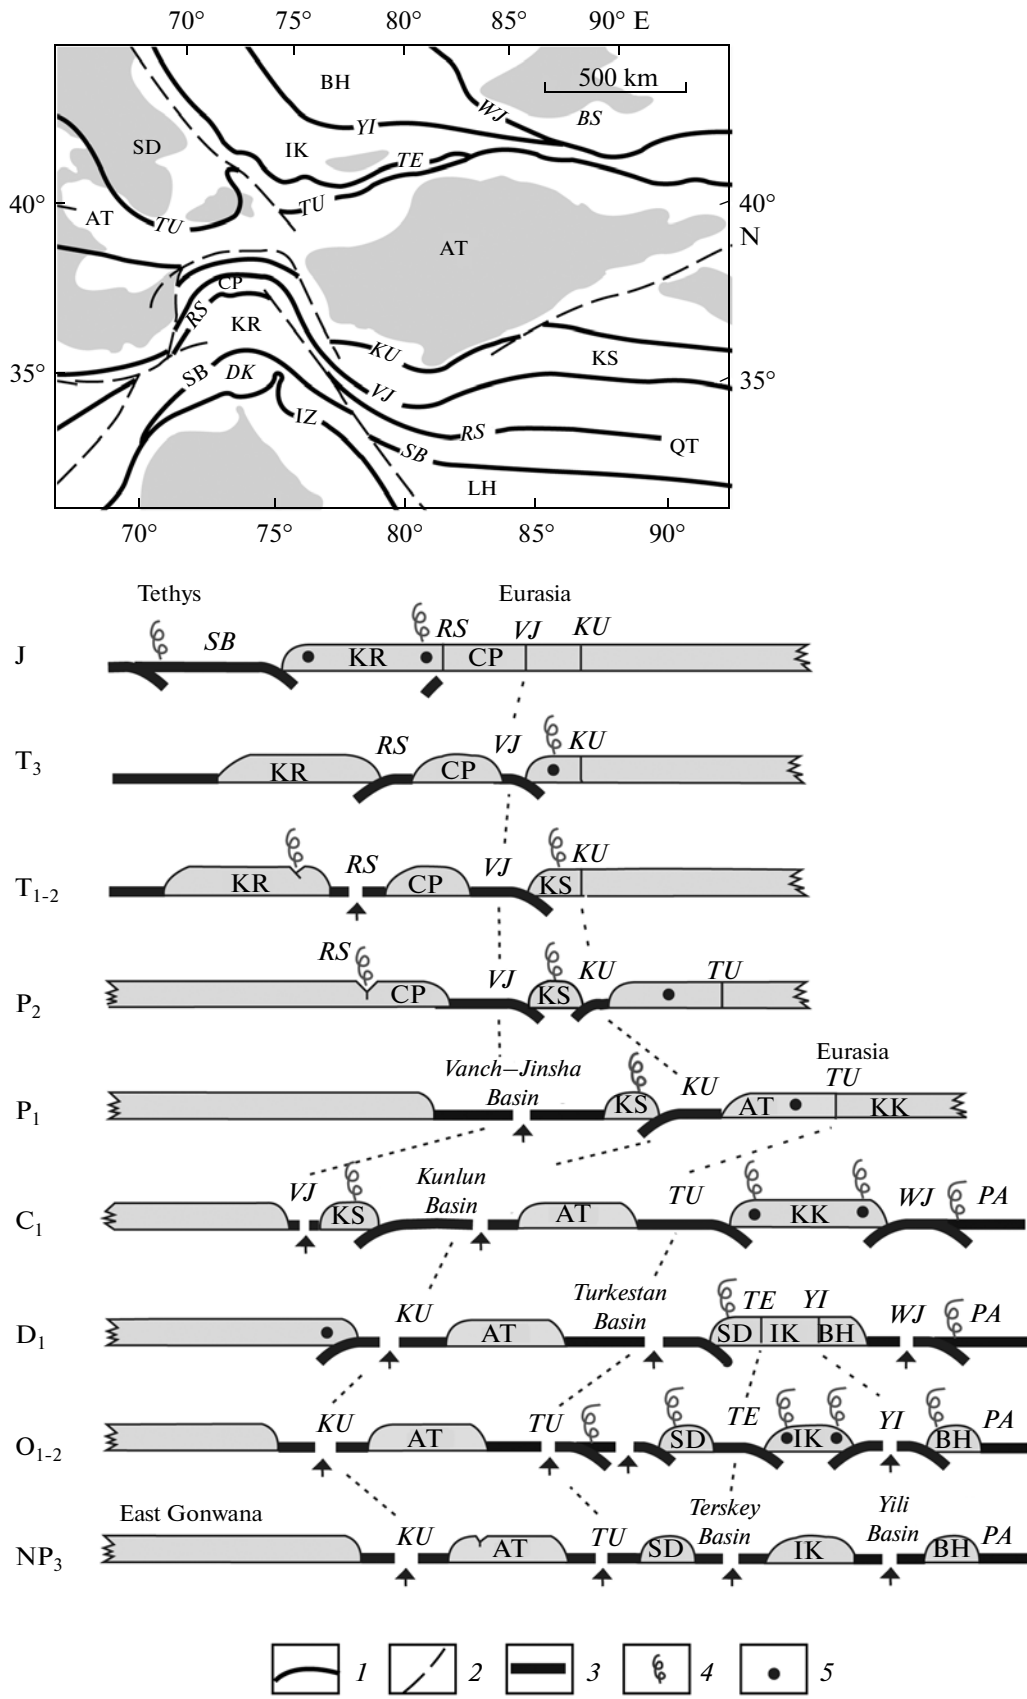 70° 75° 80° 85° 90° E
BH
500 km
WJ
BS
YI
SD
IK
TE
40°
TU
40°
AT
TU
AT
N
CP
RS
KR
KU
KS
35°
SB
DK
VJ
35°
IZ
RS
SB
QT
LH
70° 75° 80° 85° 90°
Tethys Eurasia
J SB KR RS CP VJ KU
T3 KR RS CP VJ KU
T1-2 KR RS CP VJ KS KU
P2 RS CP VJ KS KU TU
Vanch–Jinsha
Basin
Eurasia
P1 KS KU AT TU KK
Kunlun
Basin
C1 VJ KS AT TU KK WJ PA
Turkestan
Basin
D1 KU AT SD TE IK YI BH WJ PA
O1-2 KU AT TU SD TE IK YI BH PA
East Gonwana
Terskey
Basin
Yili
Basin
NP3 KU AT TU SD IK BH PA
1 2 3 4 5